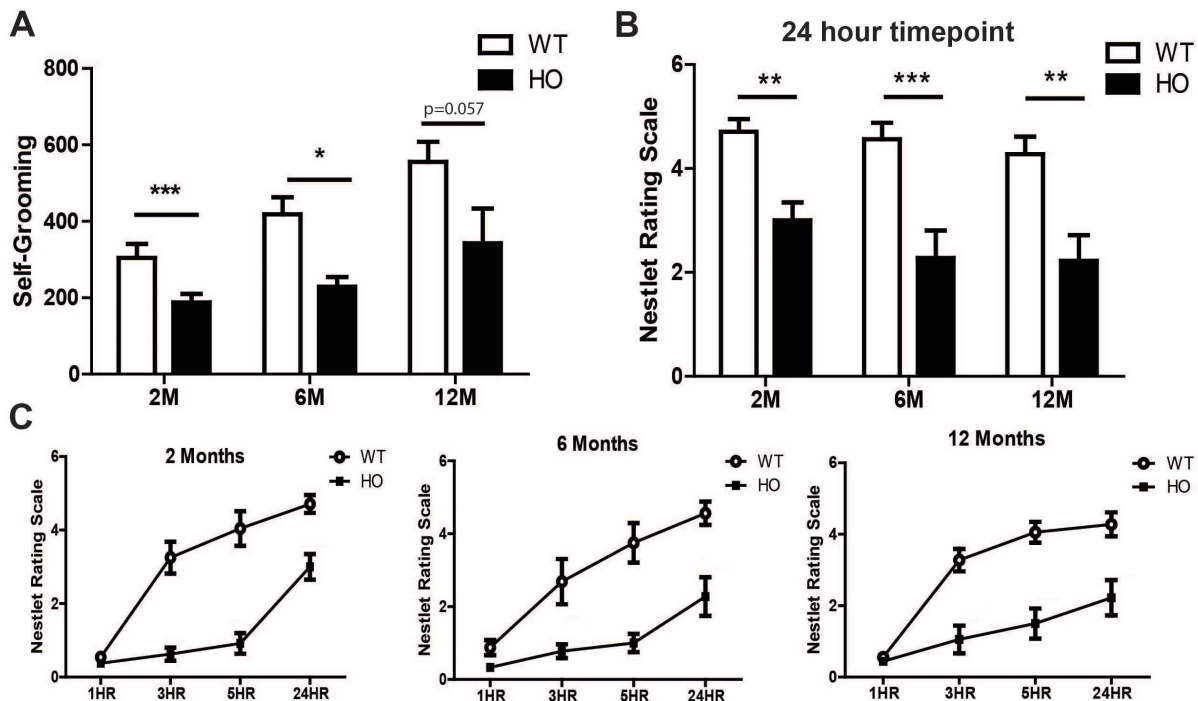 A
WT
HO
Self-Grooming
800
600
400
200
0
***
*
p=0.057
2M
6M
12M
B
24 hour timepoint
WT
HO
Nestlet Rating Scale
6
4
2
0
**
***
**
2M
6M
12M
C
2 Months
WT
HO
Nestlet Rating Scale
6
4
2
0
1HR 3HR 5HR 24HR
6 Months
WT
HO
Nestlet Rating Scale
6
4
2
0
1HR 3HR 5HR 24HR
12 Months
WT
HO
Nestlet Rating Scale
6
4
2
0
1HR 3HR 5HR 24HR